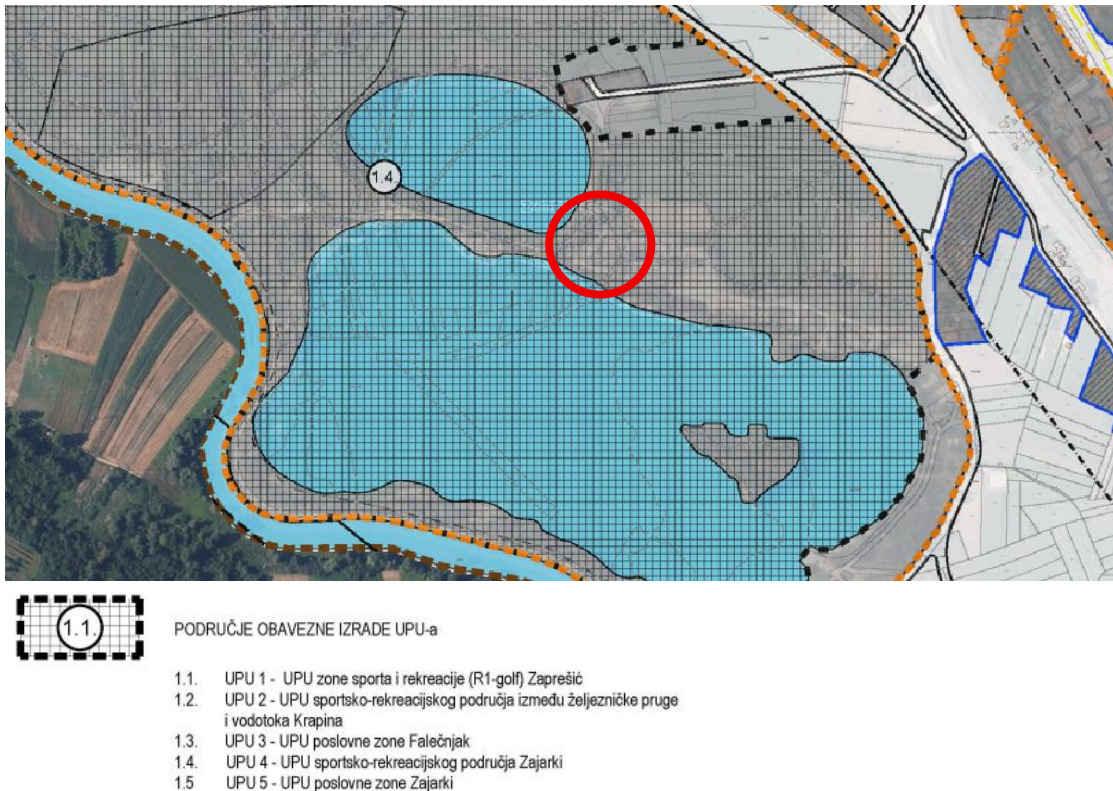 1.4.
1.1.
PODRUČJE OBAVEZNE IZRADE UPU-a
1.1. UPU 1 - UPU zone sporta i rekreacije (R1-golf) Zaprešić
1.2. UPU 2 - UPU sportsko-rekreacijskog područja između željezničke pruge
i vodotoka Krapina
1.3. UPU 3 - UPU poslovne zone Falečnjak
1.4. UPU 4 - UPU sportsko-rekreacijskog područja Zajarki
1.5 UPU 5 - UPU poslovne zone Zajarki